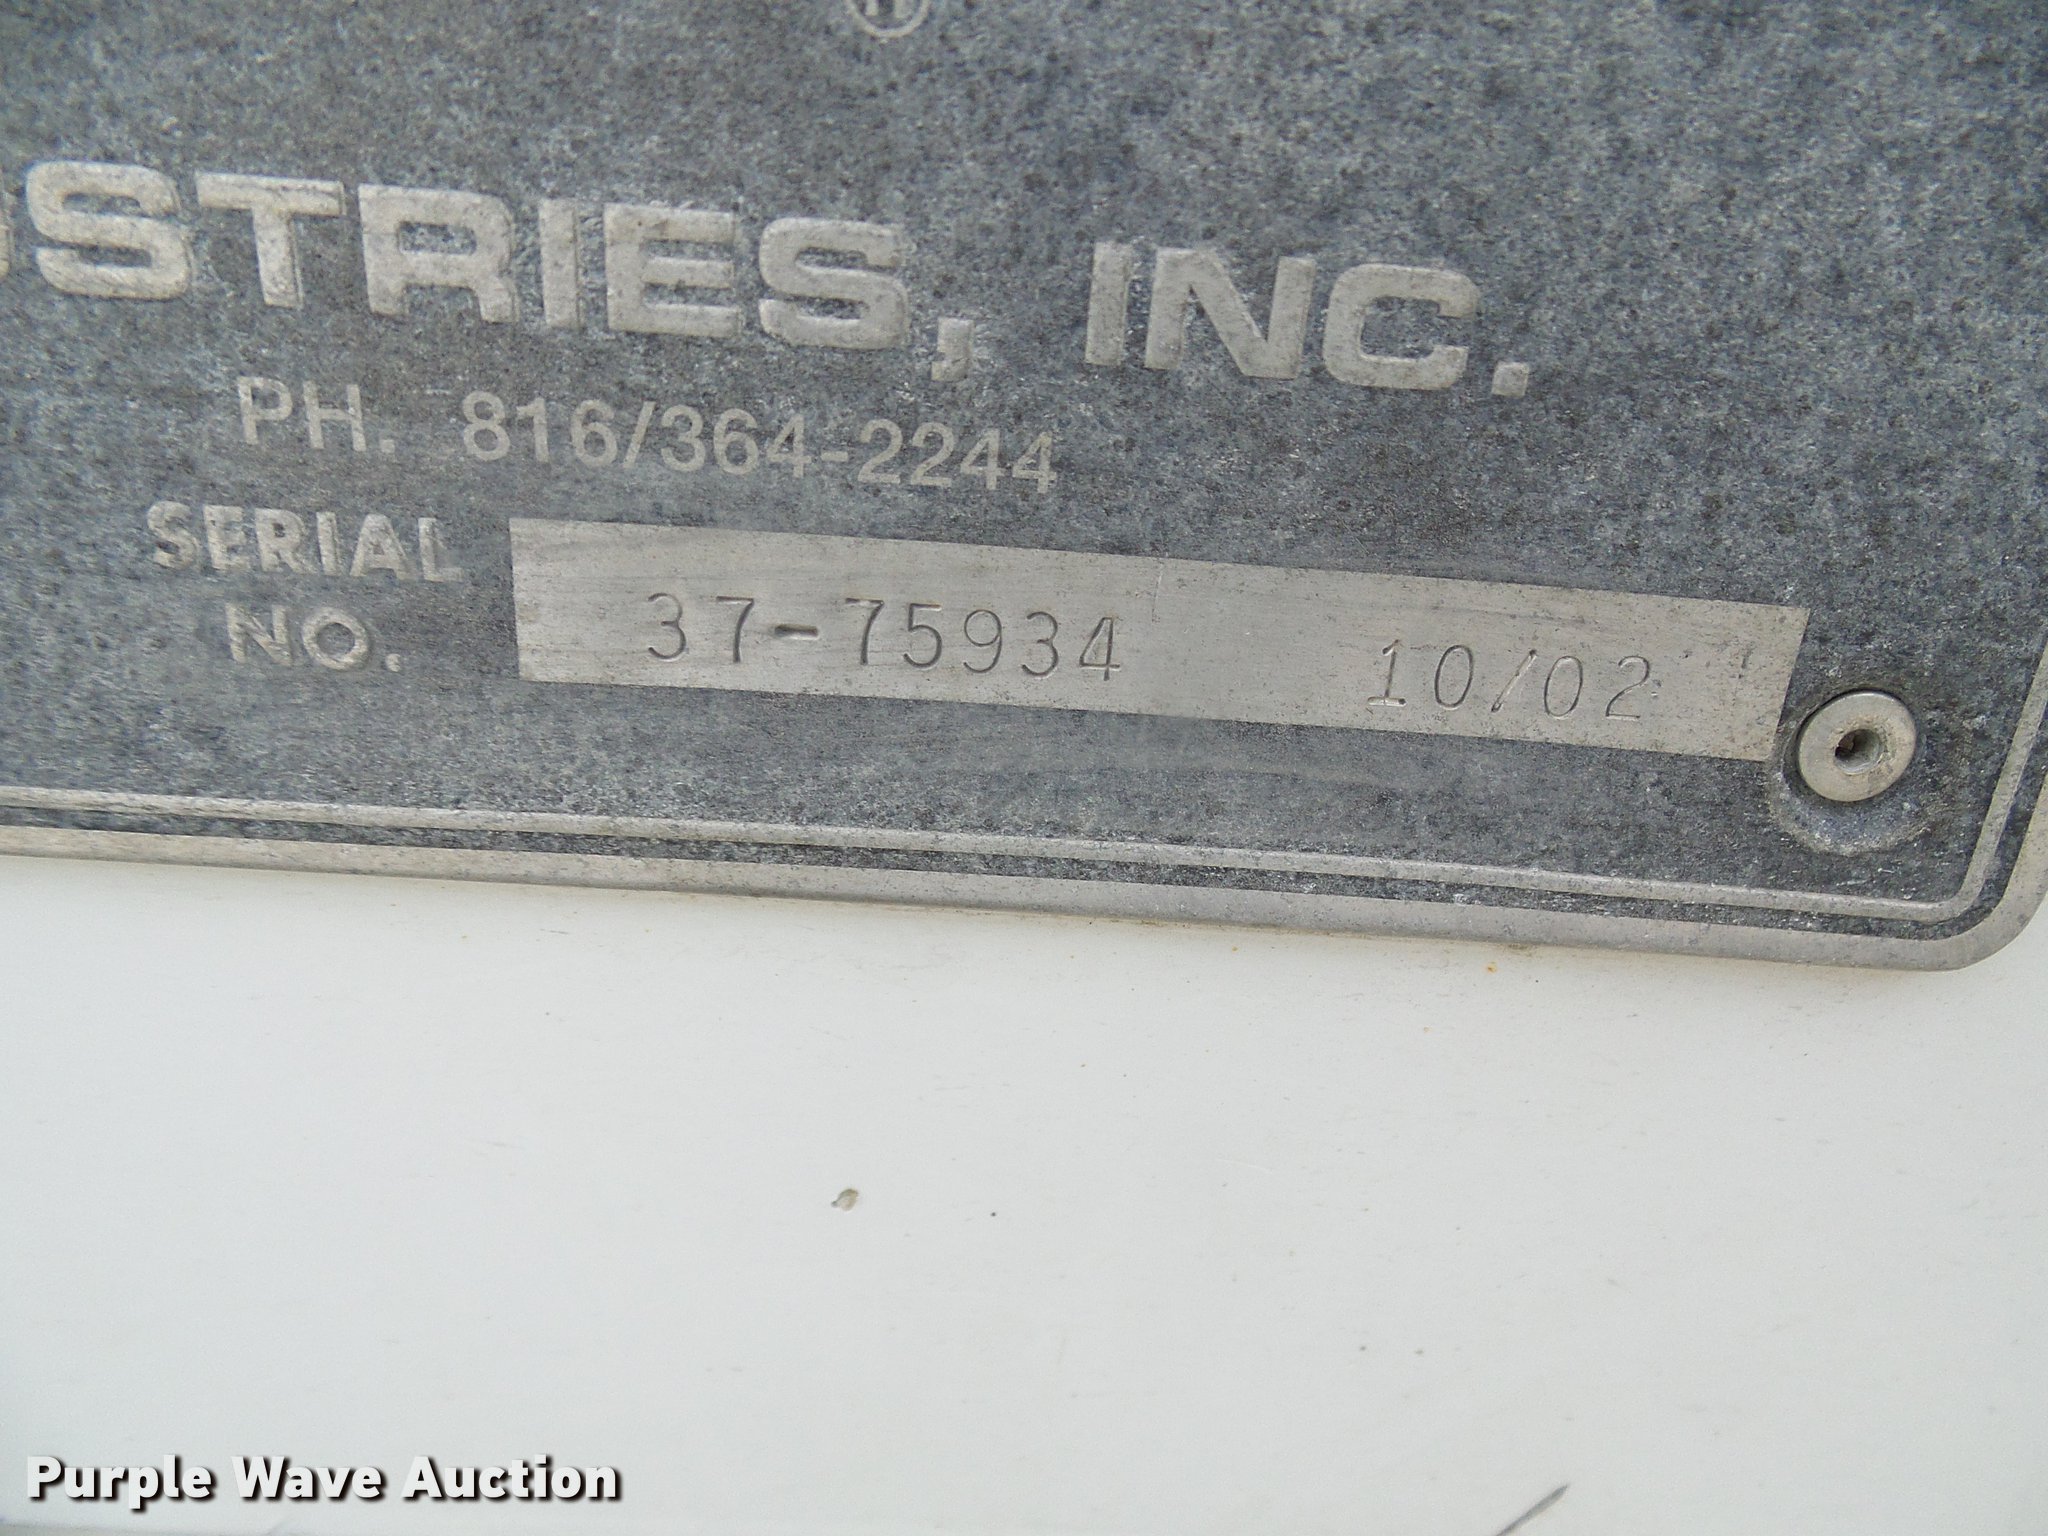 STRIES, INC.
PH. 816/364-2244
SERIAL
NO.
37-75934 10/02
Purple Wave Auction